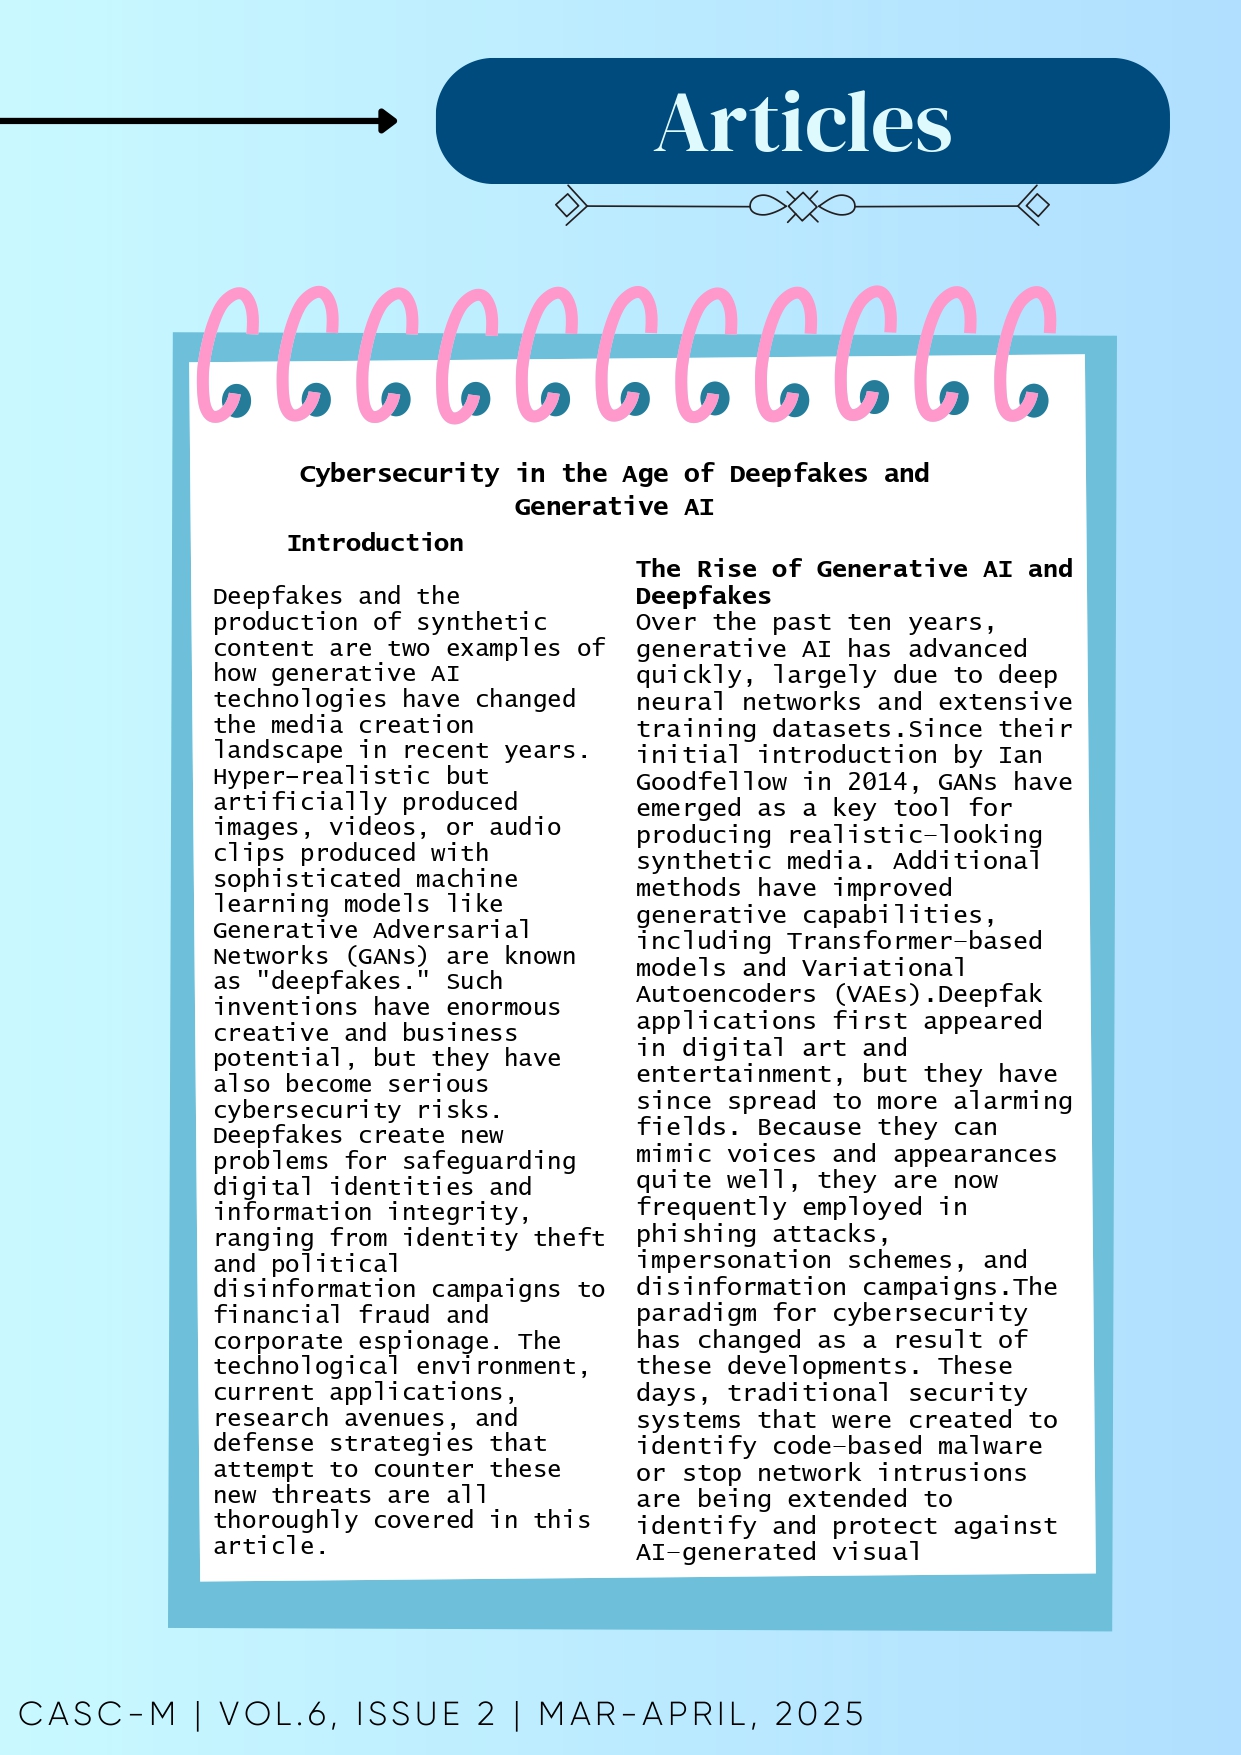 Articles
Cybersecurity in the Age of Deepfakes and
Generative AI
Introduction
Deepfakes and the
production of synthetic
content are two examples of
how generative AI
technologies have changed
the media creation
landscape in recent years.
Hyper-realistic but
artificially produced
images, videos, or audio
clips produced with
sophisticated machine
learning models like
Generative Adversarial
Networks (GANs) are known
as "deepfakes." Such
inventions have enormous
creative and business
potential, but they have
also become serious
cybersecurity risks.
Deepfakes create new
problems for safeguarding
digital identities and
information integrity,
ranging from identity theft
and political
disinformation campaigns to
financial fraud and
corporate espionage. The
technological environment,
current applications,
research avenues, and
defense strategies that
attempt to counter these
new threats are all
thoroughly covered in this
article.
The Rise of Generative AI and
Deepfakes
Over the past ten years,
generative AI has advanced
quickly, largely due to deep
neural networks and extensive
training datasets.Since their
initial introduction by Ian
Goodfellow in 2014, GANs have
emerged as a key tool for
producing realistic-looking
synthetic media. Additional
methods have improved
generative capabilities,
including Transformer-based
models and Variational
Autoencoders (VAEs).Deepfak
applications first appeared
in digital art and
entertainment, but they have
since spread to more alarming
fields. Because they can
mimic voices and appearances
quite well, they are now
frequently employed in
phishing attacks,
impersonation schemes, and
disinformation campaigns.The
paradigm for cybersecurity
has changed as a result of
these developments. These
days, traditional security
systems that were created to
identify code-based malware
or stop network intrusions
are being extended to
identify and protect against
AI-generated visual
CASC-M | VOL.6, ISSUE 2 | MAR-APRIL, 2025